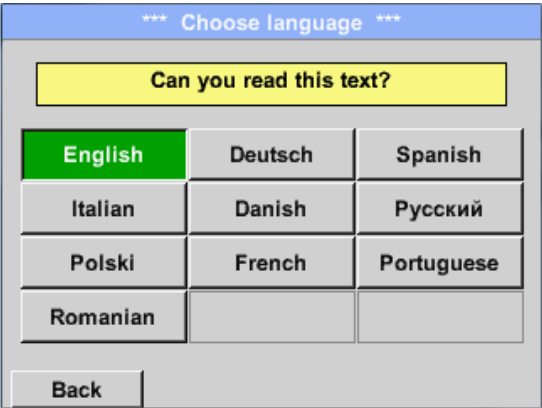 *** Choose language ***
Can you read this text?
English Deutsch Spanish
Italian Danish Русский
Polski French Portuguese
Romanian
Back